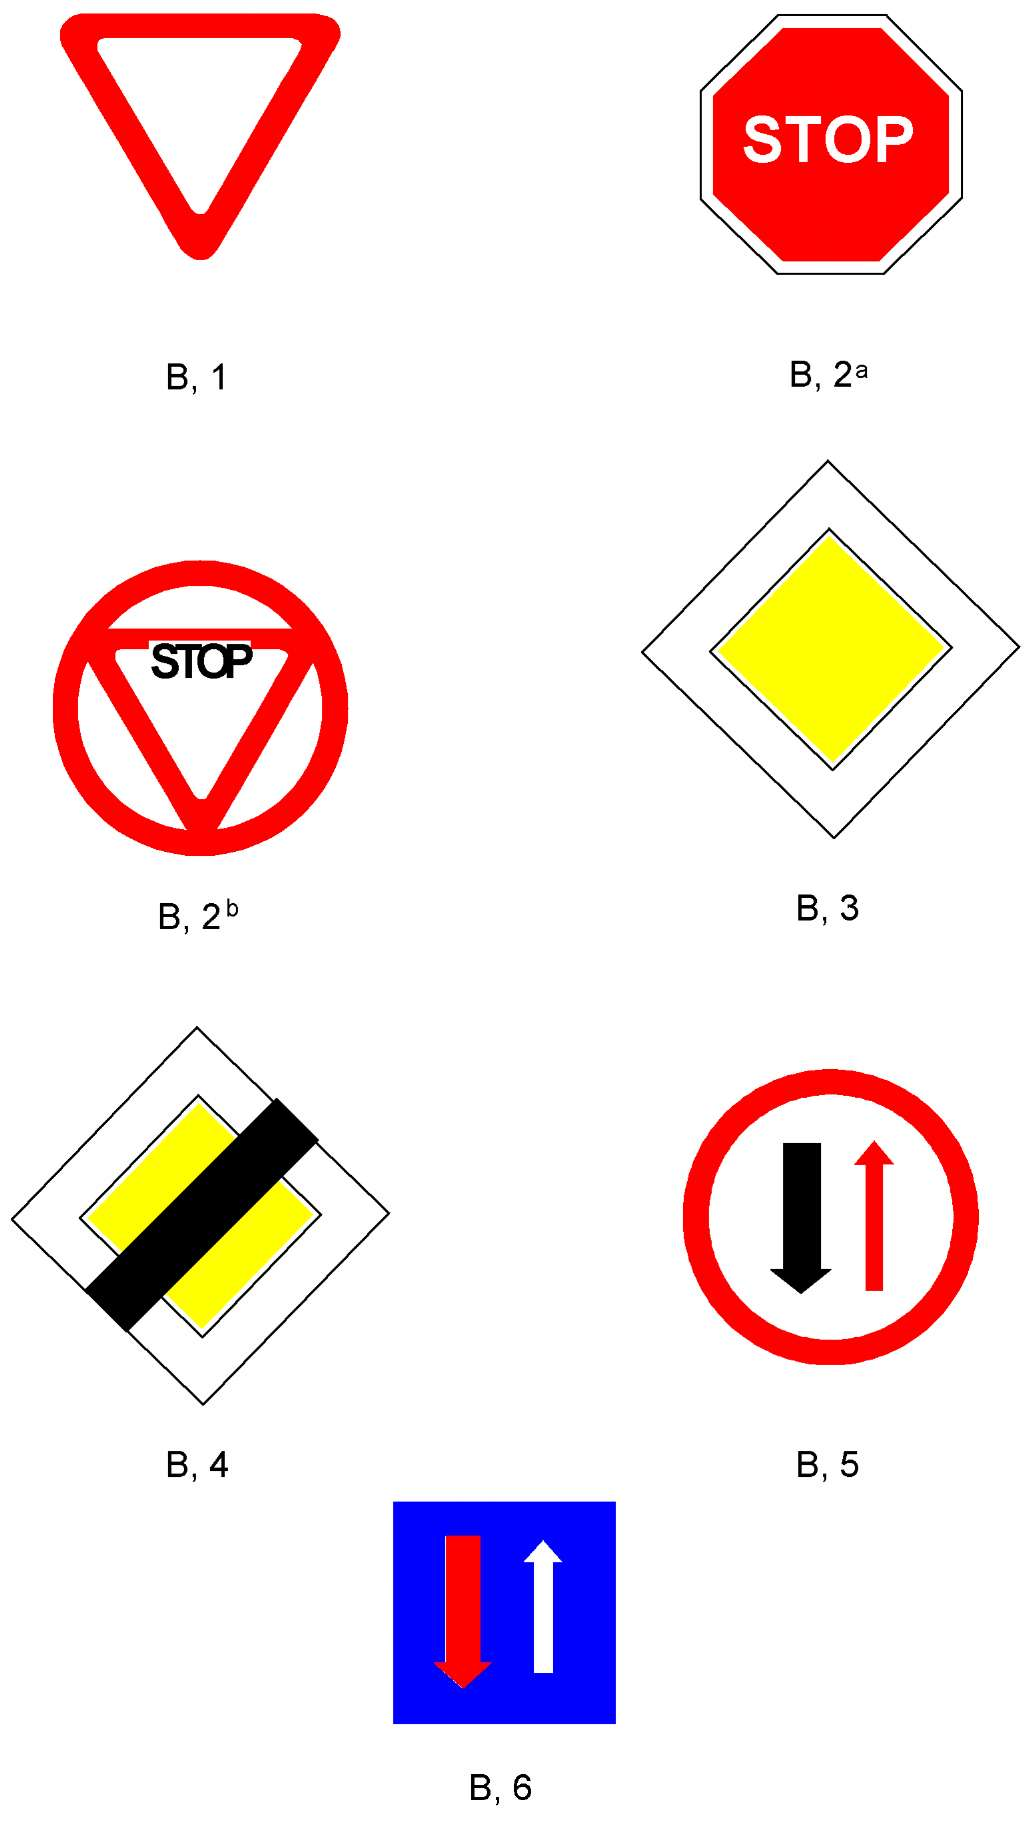 STOP
B, 1
B, 2ª
STOP
B, 2ᵇ
B, 3
B, 4
B, 5
B, 6